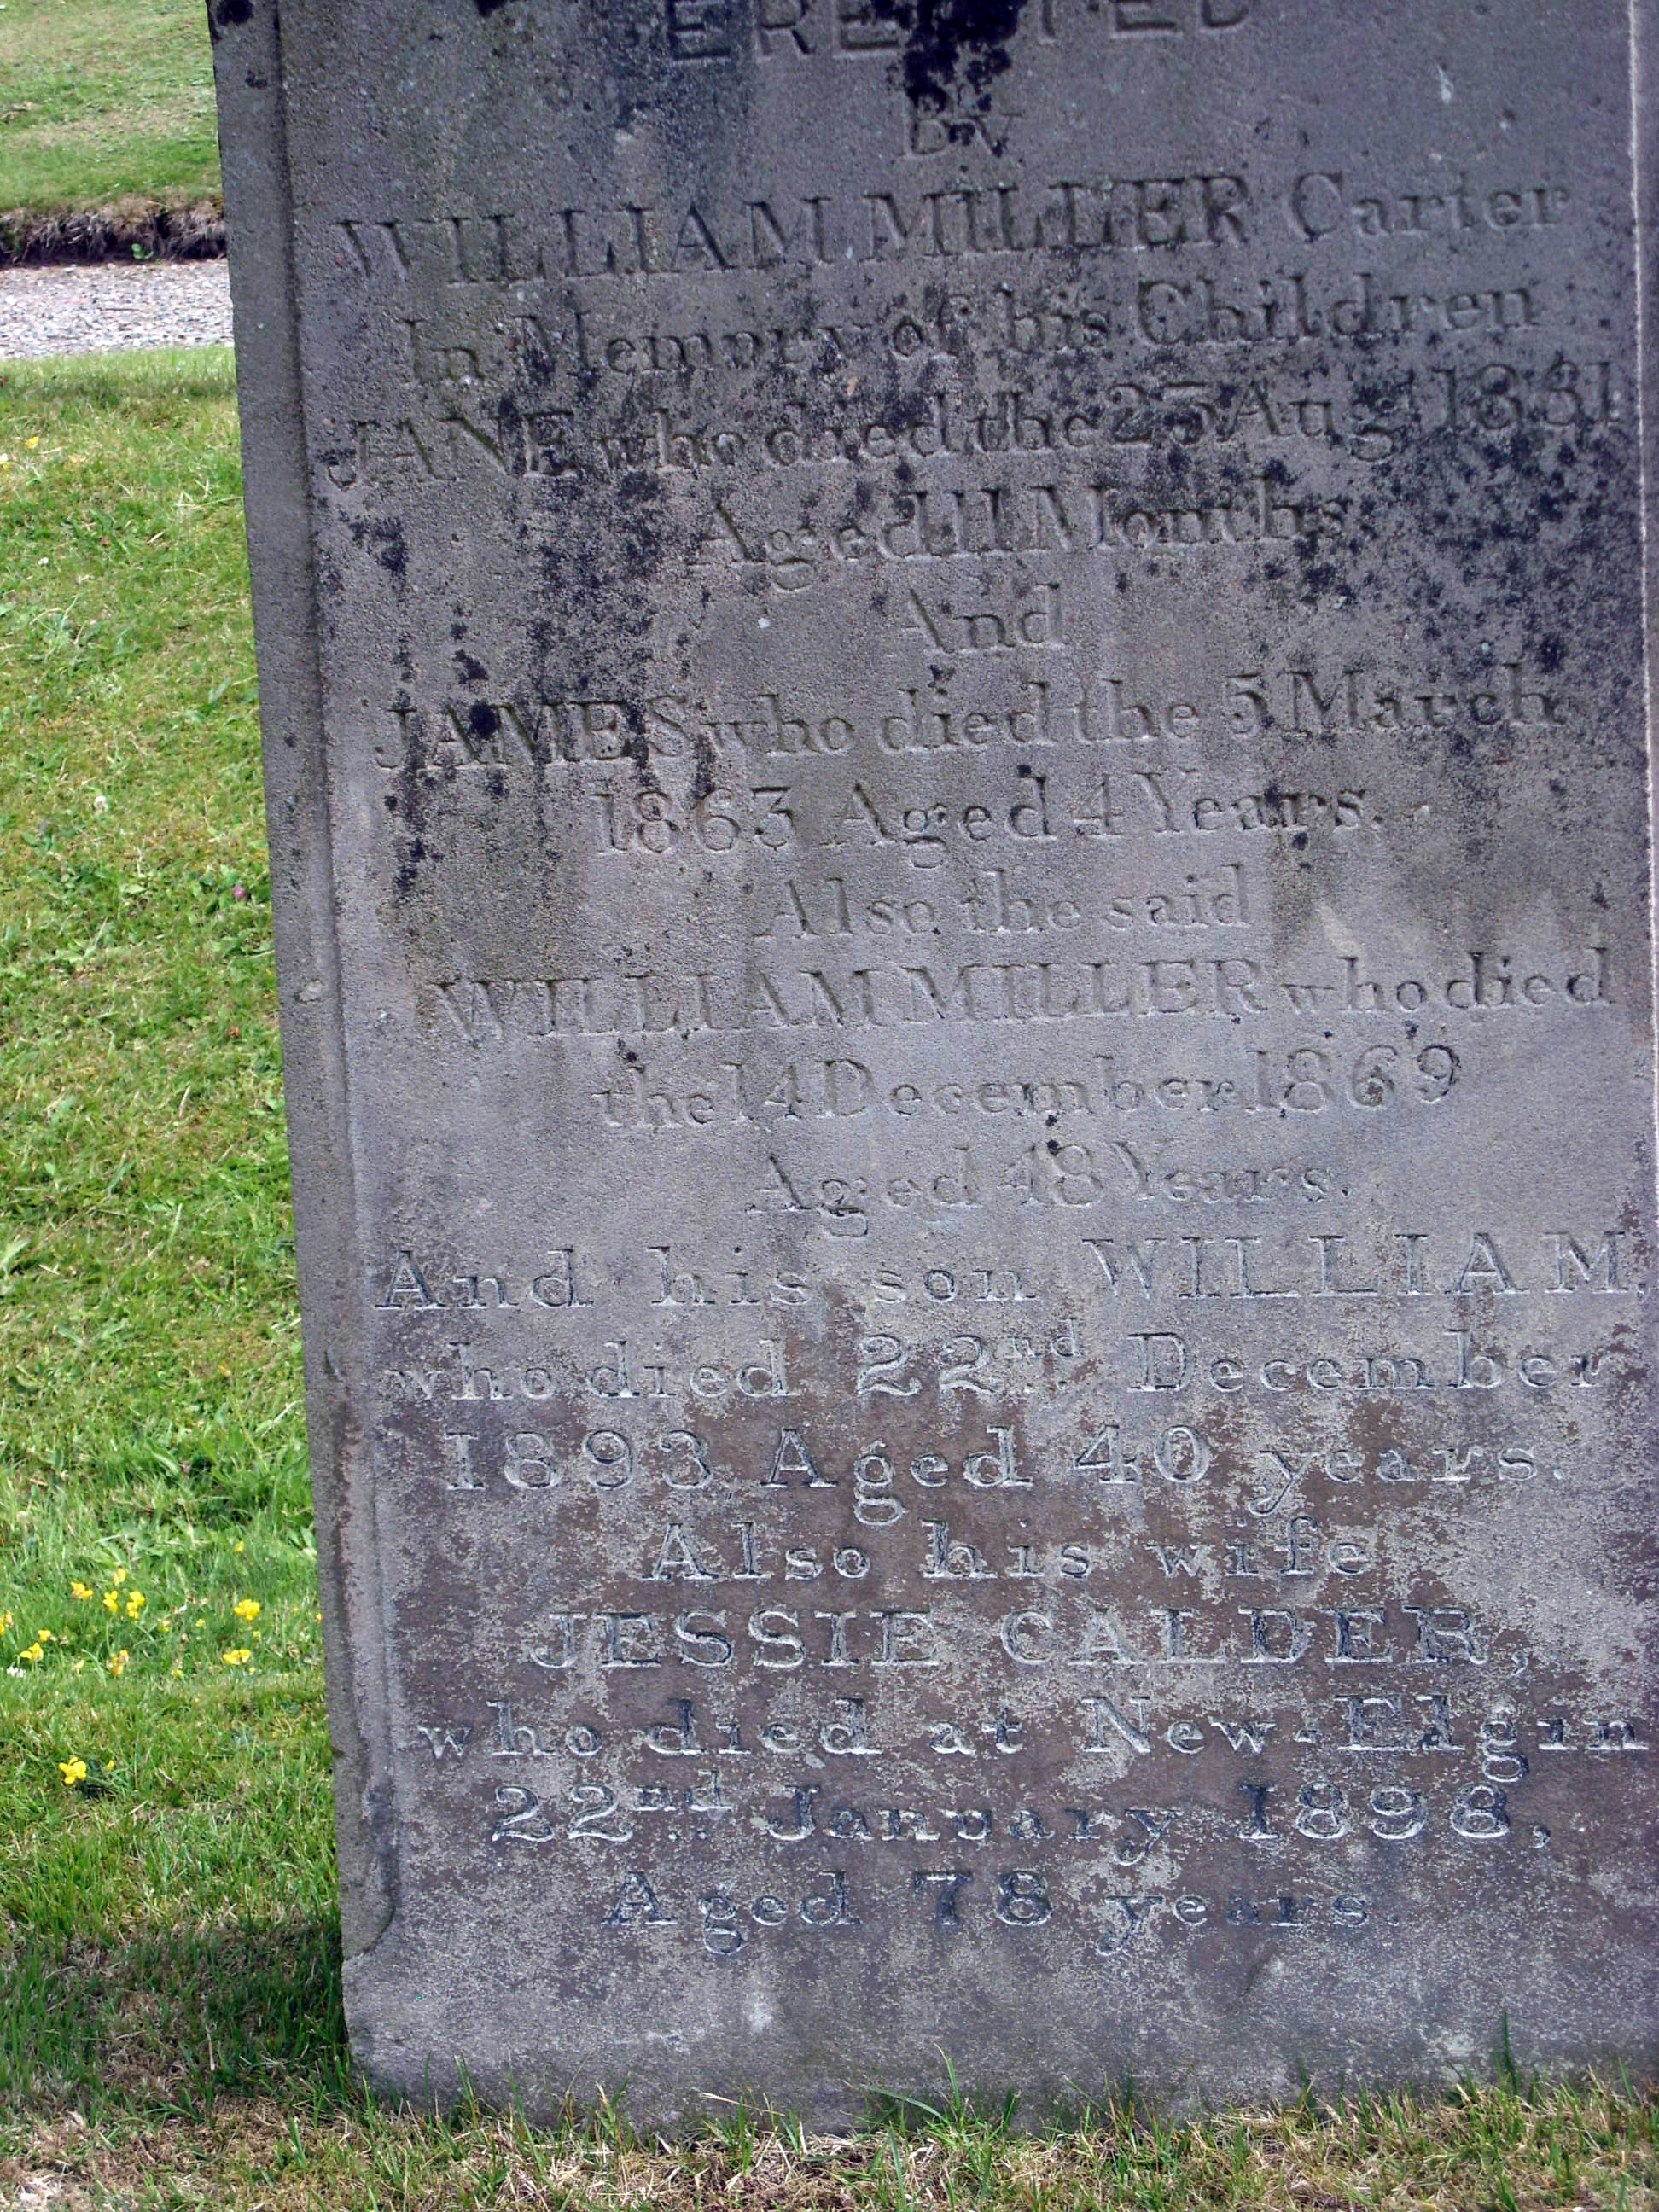 ERECTED
BY
WILLIAM MILLER Carter
In Memory of his Children
JANE who died the 23 Aug
Aged 11 Months
And
JAMES who died the 5 March
1863 Aged 4 Years.
Also the said
WILLIAM MILLER who died
the 14 December 1869
Aged 48 Years.
And his son WILLIAM,
who died 22nd December
1893 Aged 40 years.
Also his wife
JESSIE CALDER,
who died at New-Elgin
22nd January 1898,
Aged 78 years.